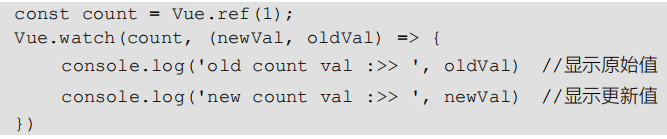 const count = Vue.ref(1);
Vue.watch(count, (newVal, oldVal) => {
    console.log('old count val :>> ', oldVal)  //显示原始值
    console.log('new count val :>> ', newVal)  //显示更新值
})